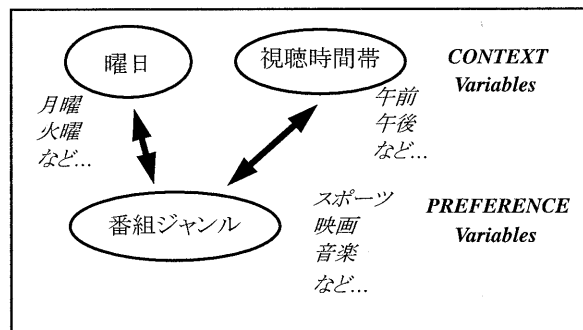 曜日
視聴時間帯
CONTEXT
Variables
月曜
火曜
など...
午前
午後
など...
番組ジャンル
スポーツ
映画
音楽
など...
PREFERENCE
Variables